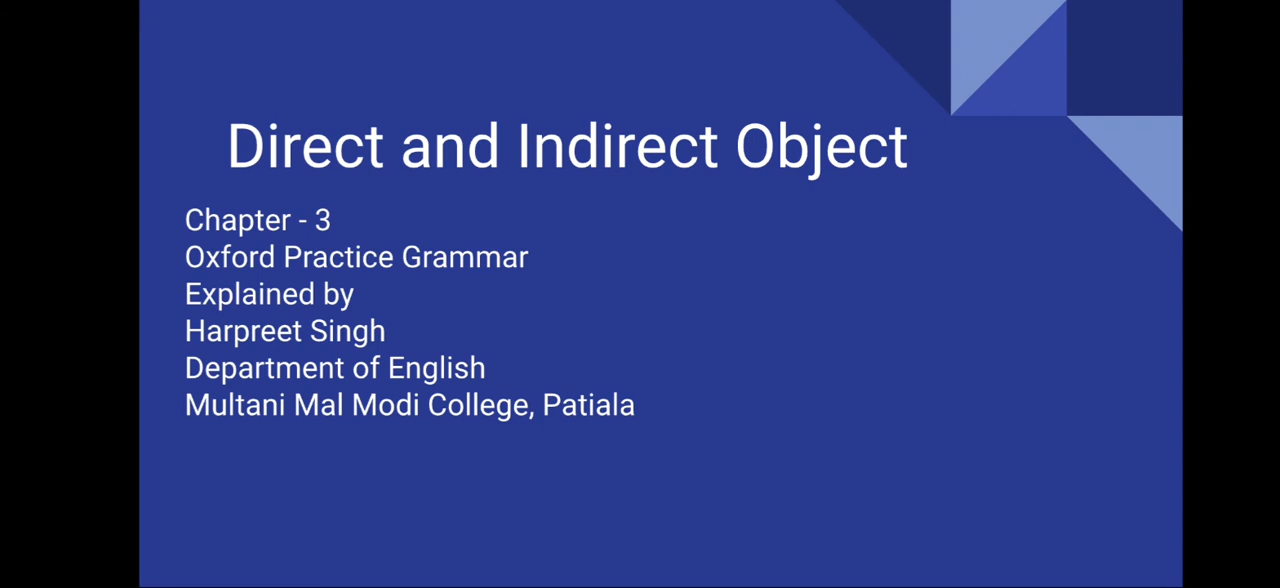 Direct and Indirect Object
Chapter - 3
Oxford Practice Grammar
Explained by
Harpreet Singh
Department of English
Multani Mal Modi College, Patiala